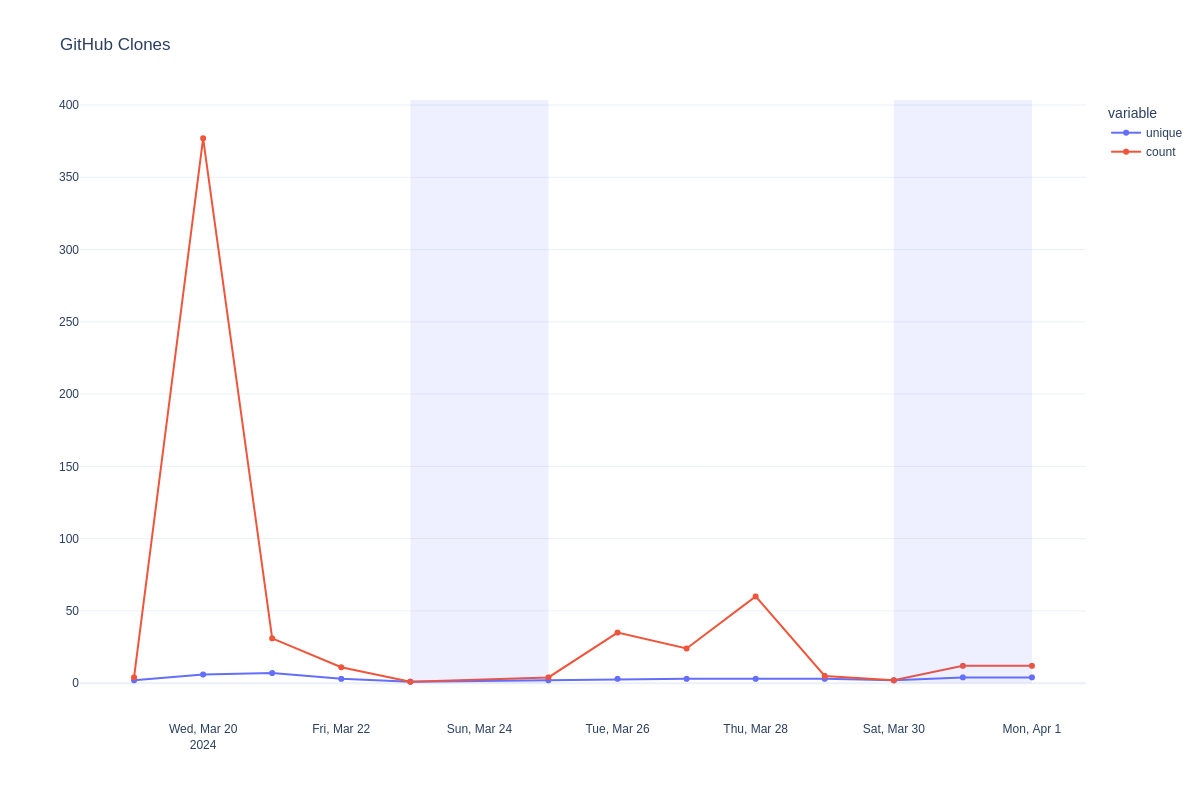 GitHub Clones
variable
unique
count
400
350
300
250
200
150
100
50
0
Wed, Mar 20
2024
Fri, Mar 22
Sun, Mar 24
Tue, Mar 26
Thu, Mar 28
Sat, Mar 30
Mon, Apr 1